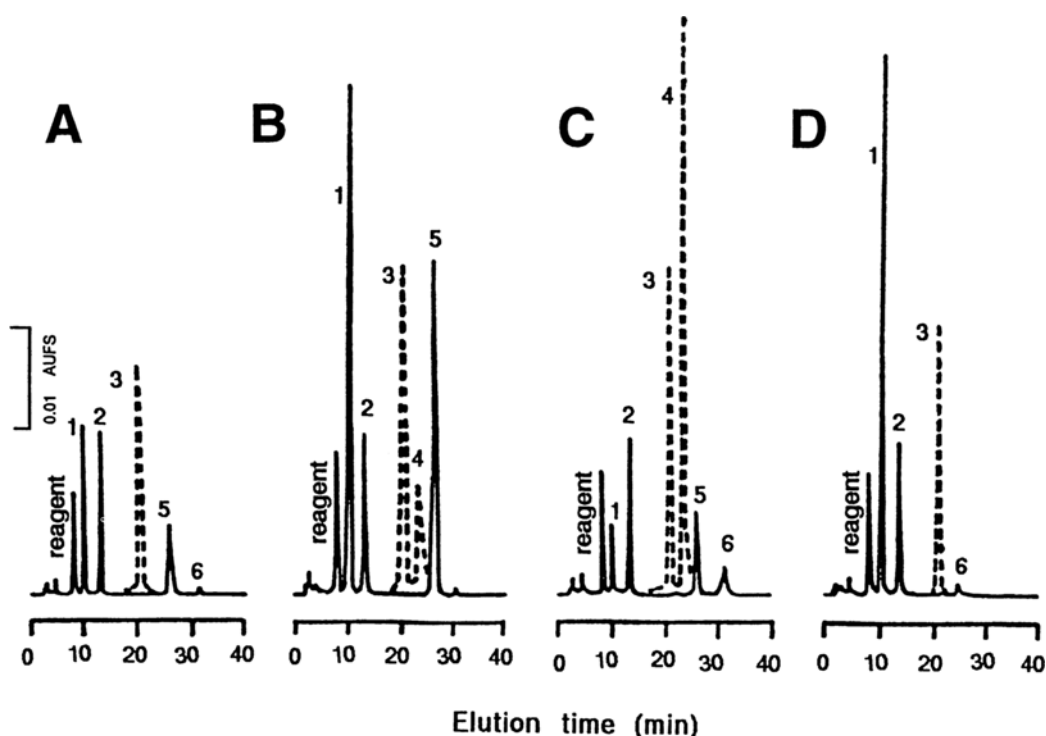 A B C D
0.01 AUFS
reagent 1 2 3 5 6
0 10 20 30 40
reagent 1 2 3 4 5
0 10 20 30 40
reagent 1 2 3 4 5 6
0 10 20 30 40
1 2 3 6
0 10 20 30 40
Elution time (min)